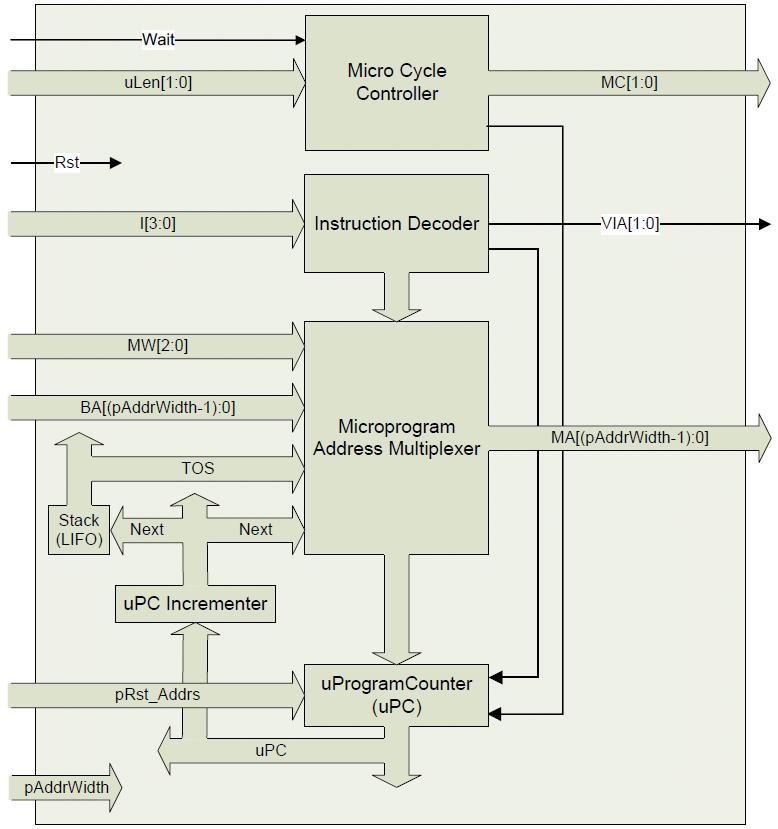 Wait
Micro Cycle
Controller
uLen[1:0]
MC[1:0]
Rst
I[3:0]
Instruction Decoder
VIA[1:0]
MW[2:0]
BA[(pAddrWidth-1):0]
Microprogram
Address Multiplexer
MA[(pAddrWidth-1):0]
TOS
Stack
(LIFO)
Next
Next
uPC Incrementer
pRst_Addrs
uProgramCounter
(uPC)
uPC
pAddrWidth